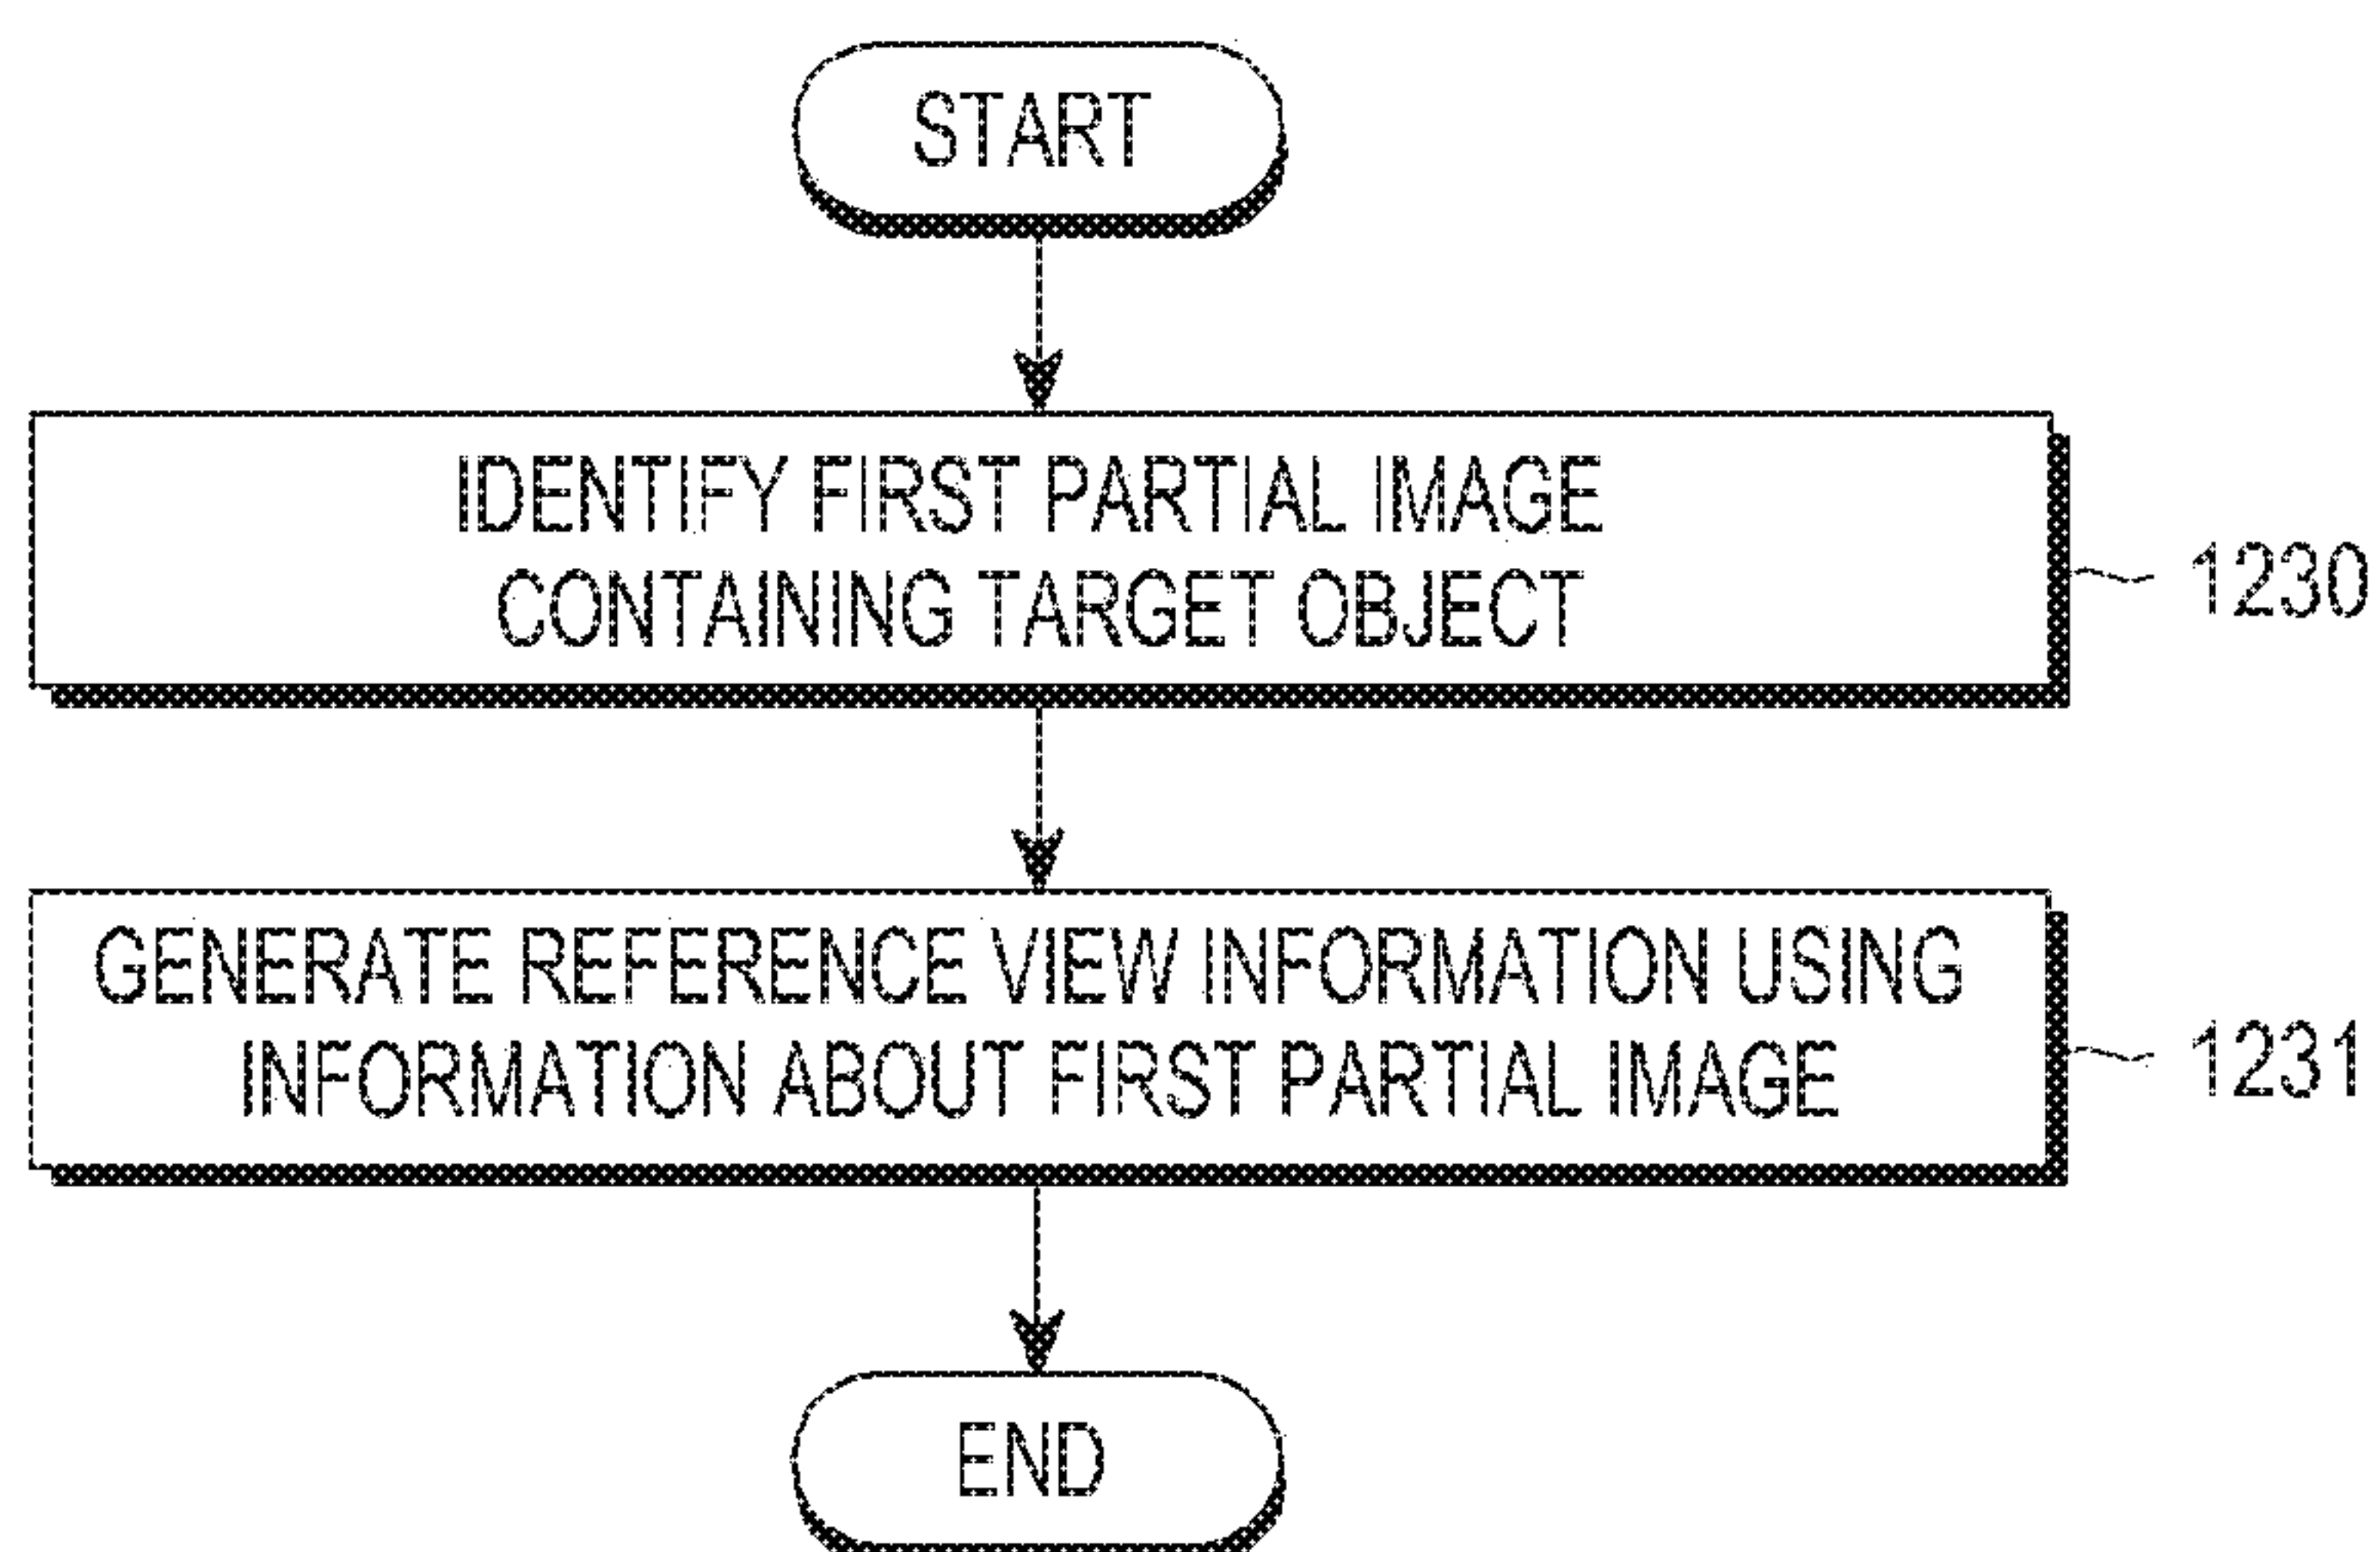 START
IDENTIFY FIRST PARTIAL IMAGE
CONTAINING TARGET OBJECT
1230
GENERATE REFERENCE VIEW INFORMATION USING
INFORMATION ABOUT FIRST PARTIAL IMAGE
1231
END